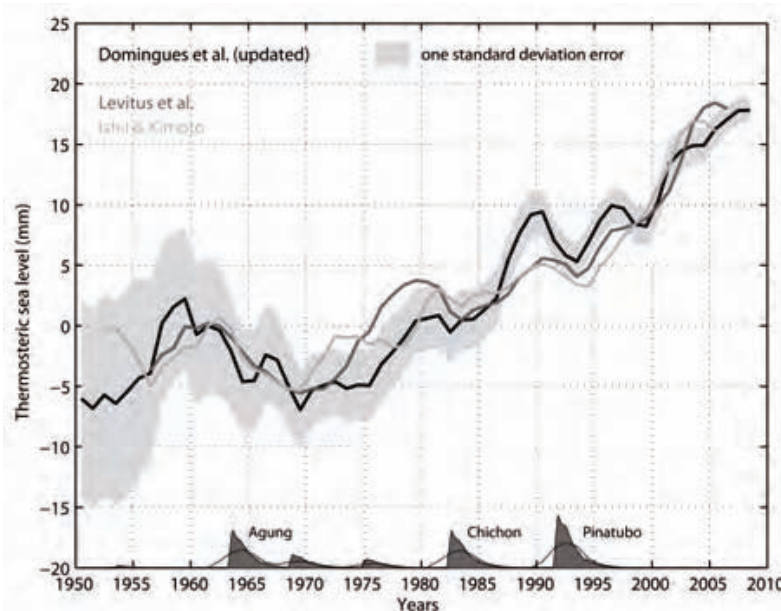 25
Domingues et al. (updated) one standard deviation error
20
Levitus et al.
Ishii & Kimoto
15
10
5
0
−5
−10
−15
−20
Thermosteric sea level (mm)
Agung Chichon Pinatubo
1950 1955 1960 1965 1970 1975 1980 1985 1990 1995 2000 2005 2010
Years